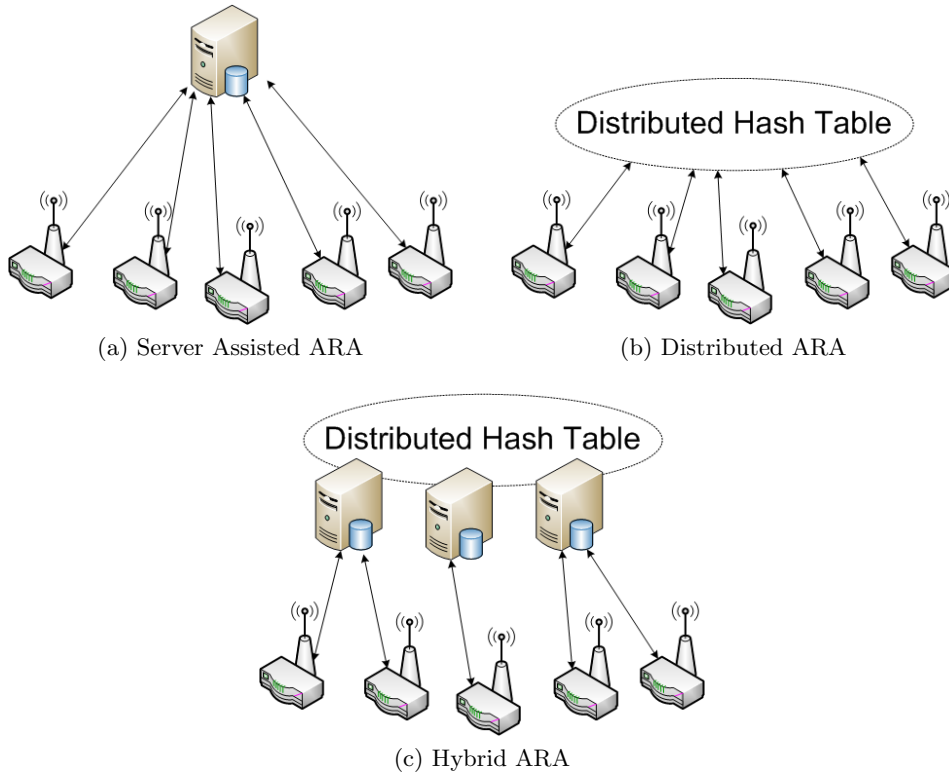 Distributed Hash Table
(a) Server Assisted ARA
(b) Distributed ARA
Distributed Hash Table
(c) Hybrid ARA